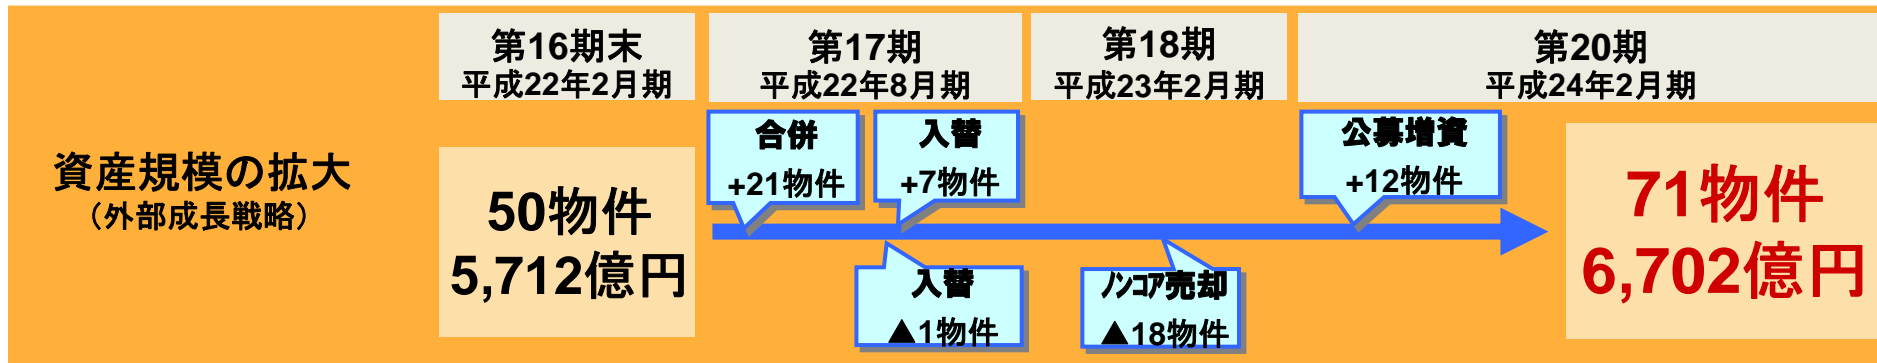 第16期末
平成22年2月期
第17期
平成22年8月期
第18期
平成23年2月期
第20期
平成24年2月期
資産規模の拡大
（外部成長戦略）
50物件
5,712億円
合併
+21物件
入替
+7物件
入替
▲1物件
ﾉﾝｺｱ売却
▲18物件
公募増資
+12物件
71物件
6,702億円